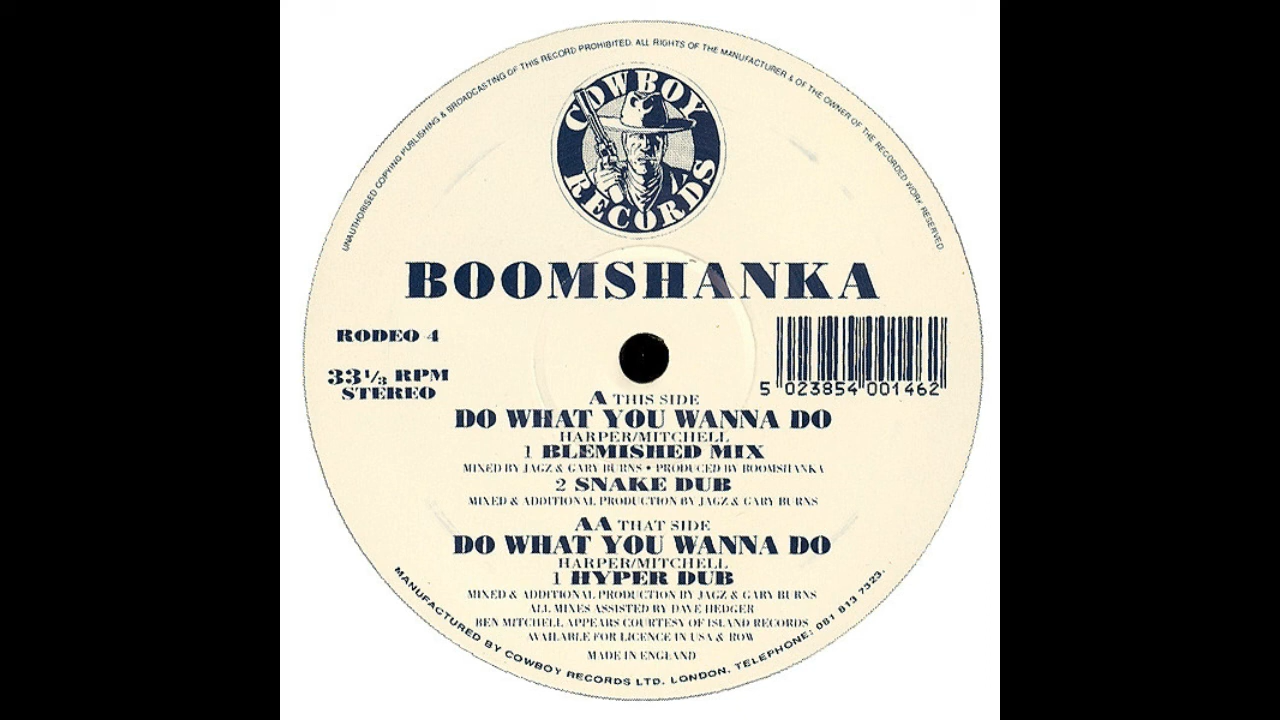 UNAUTHORISED COPYING PUBLISHING & BROADCASTING OF THIS RECORD PROHIBITED. ALL RIGHTS OF THE MANUFACTURER & OF THE OWNER OF THE RECORDED WORK RESERVED
COWBOY
RECORDS
BOOMSHANKA
RODEO 4
33⅓ RPM
STEREO
5 023854 001462
A THIS SIDE
DO WHAT YOU WANNA DO
HARPER/MITCHELL
1 BLEMISHED MIX
MIXED BY JAGZ & GARY BURNS • PRODUCED BY BOOMSHANKA
2 SNAKE DUB
MIXED & ADDITIONAL PRODUCTION BY JAGZ & GARY BURNS
AA THAT SIDE
DO WHAT YOU WANNA DO
HARPER/MITCHELL
1 HYPER DUB
MIXED & ADDITIONAL PRODUCTION BY JAGZ & GARY BURNS
ALL MIXES ASSISTED BY DAVE HEDGER
BEN MITCHELL APPEARS COURTESY OF ISLAND RECORDS
AVAILABLE FOR LICENCE IN USA & ROW
MADE IN ENGLAND
MANUFACTURED BY COWBOY RECORDS LTD. LONDON. TELEPHONE: 081 813 7323.